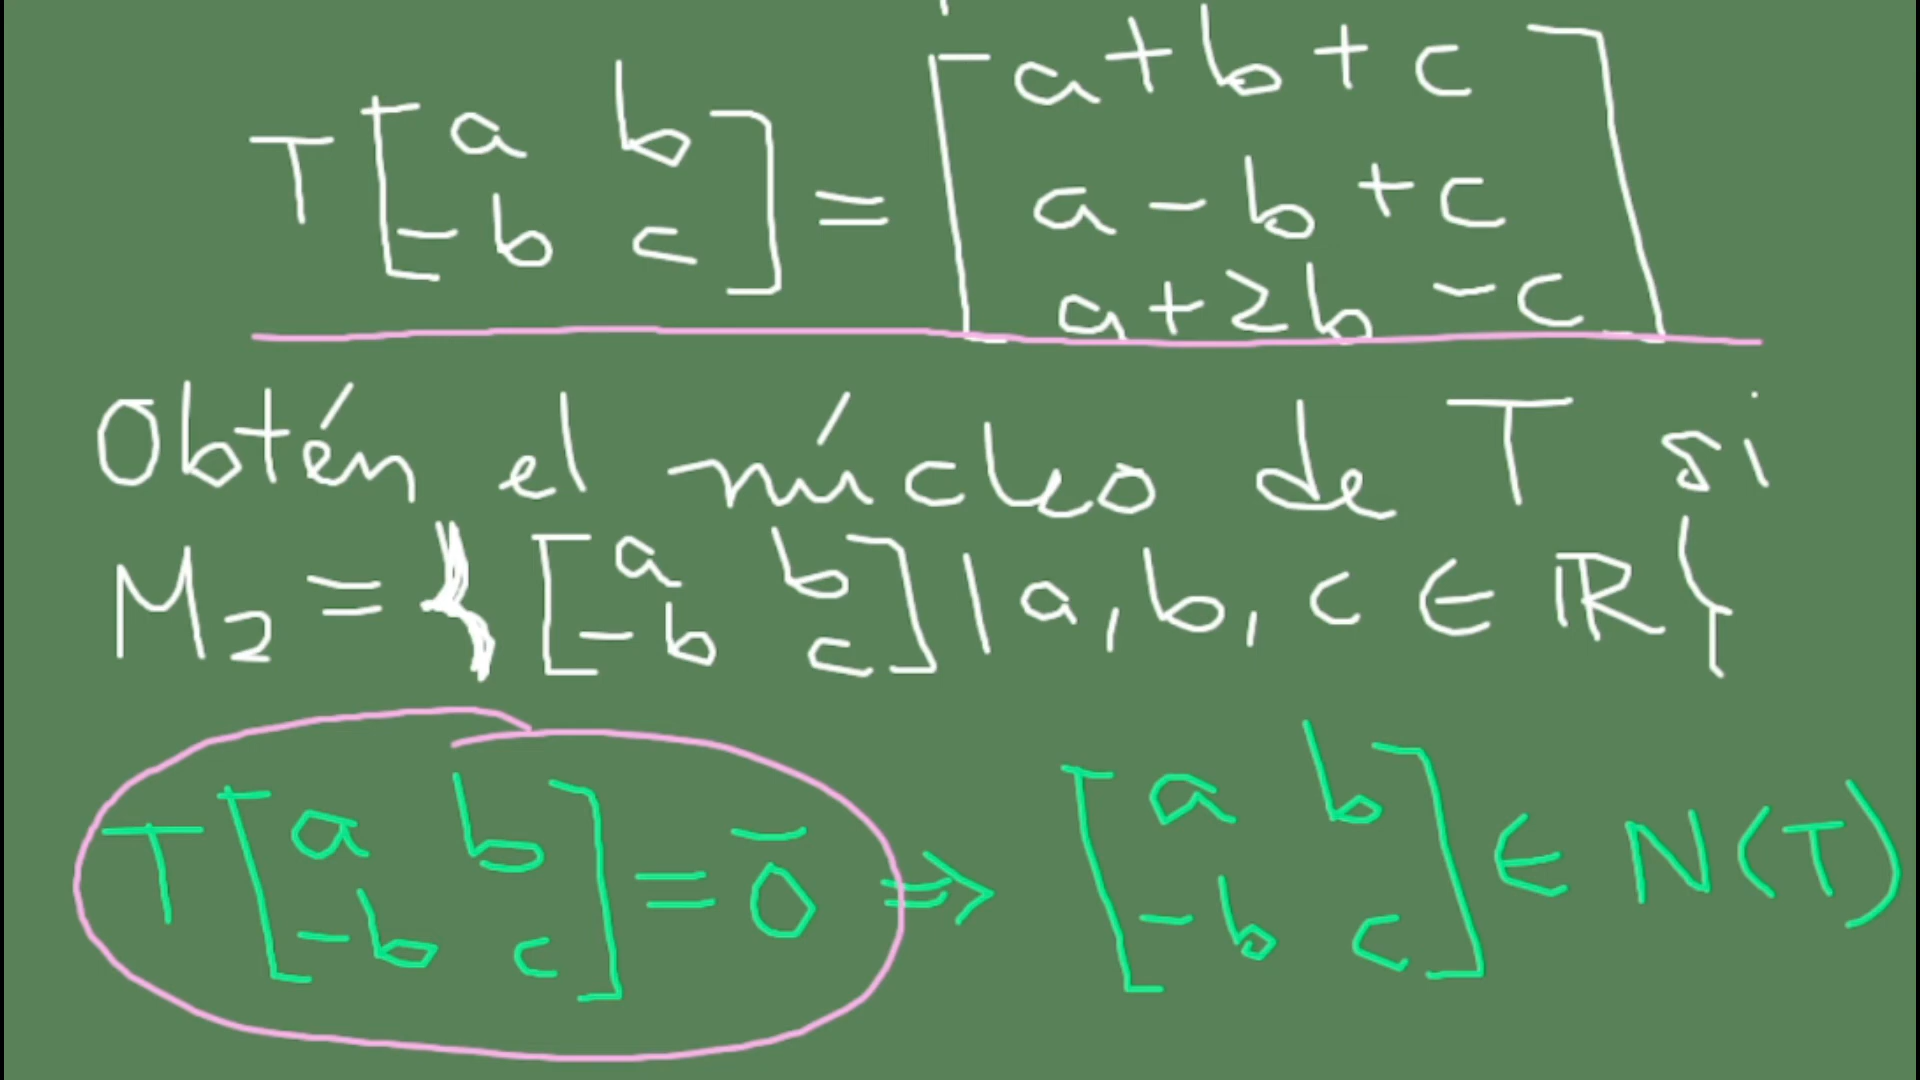 T[a b
-b c] = [a+b+c
a-b+c
a+2b-c]
Obtén el núcleo de T si
M₂ = {[a b
-b c] | a, b, c ∈ ℝ}
T[a b
-b c] = 0̅ ⇒ [a b
-b c] ∈ N(T)